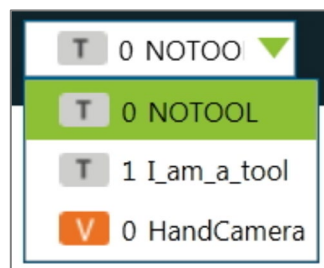 T 0 NOTOO
T 0 NOTOOL
T 1 I_am_a_tool
V 0 HandCamera